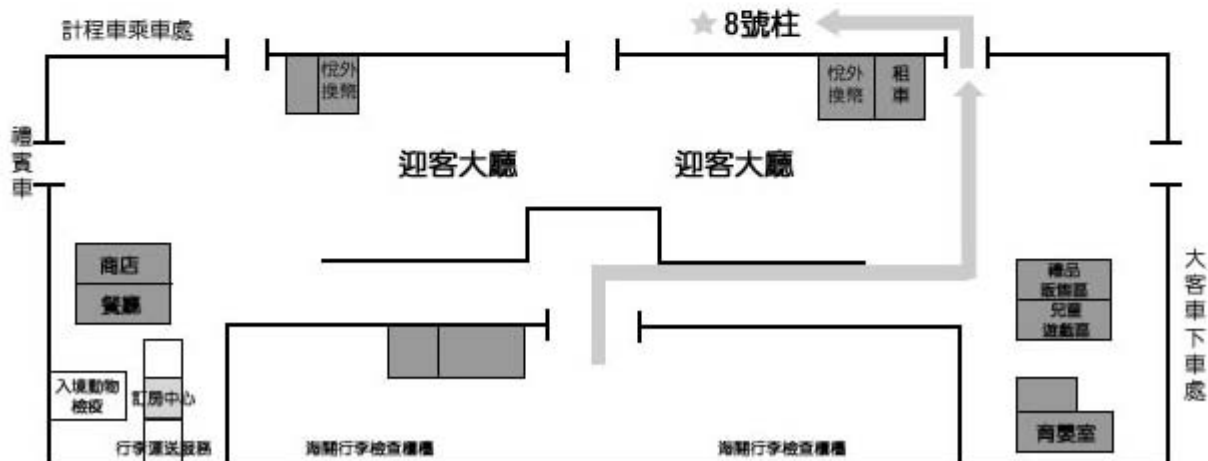 計程車乘車處
8號柱
悅外
換幣
悅外
換幣
租
車
禮賓車
迎客大廳
迎客大廳
商店
餐廳
禮品
販售區
兒童
遊戲區
大客車下車處
入境動物
檢疫
訂房中心
育嬰室
行李運送服務
海關行李檢查櫃檯
海關行李檢查櫃檯